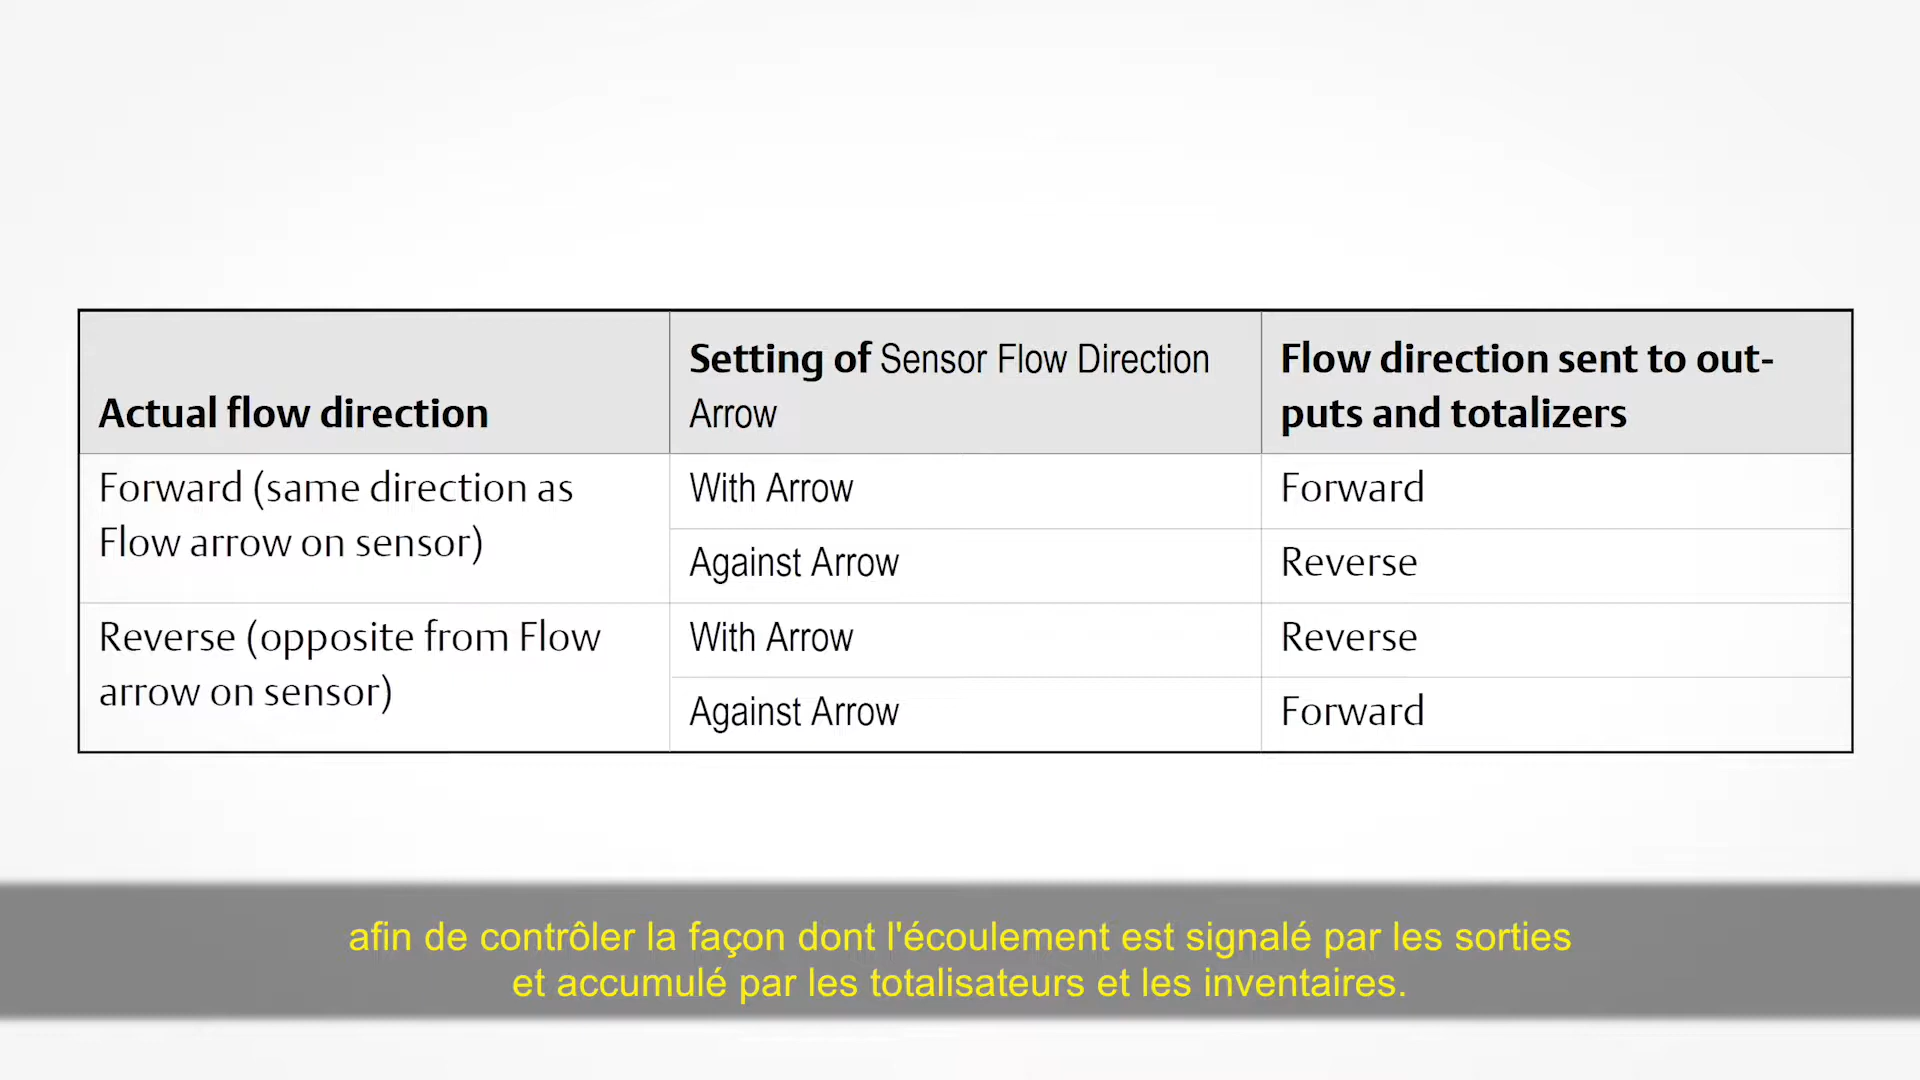 Actual flow direction
Setting of Sensor Flow Direction
Arrow
Flow direction sent to out-
puts and totalizers
Forward (same direction as
Flow arrow on sensor)
With Arrow
Forward
Against Arrow
Reverse
Reverse (opposite from Flow
arrow on sensor)
With Arrow
Reverse
Against Arrow
Forward
afin de contrôler la façon dont l'écoulement est signalé par les sorties
et accumulé par les totalisateurs et les inventaires.